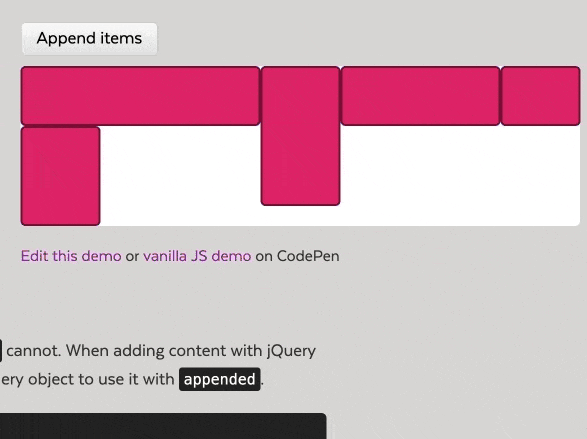 Append items
Edit this demo or vanilla JS demo on CodePen
cannot. When adding content with jQuery
ery object to use it with appended.